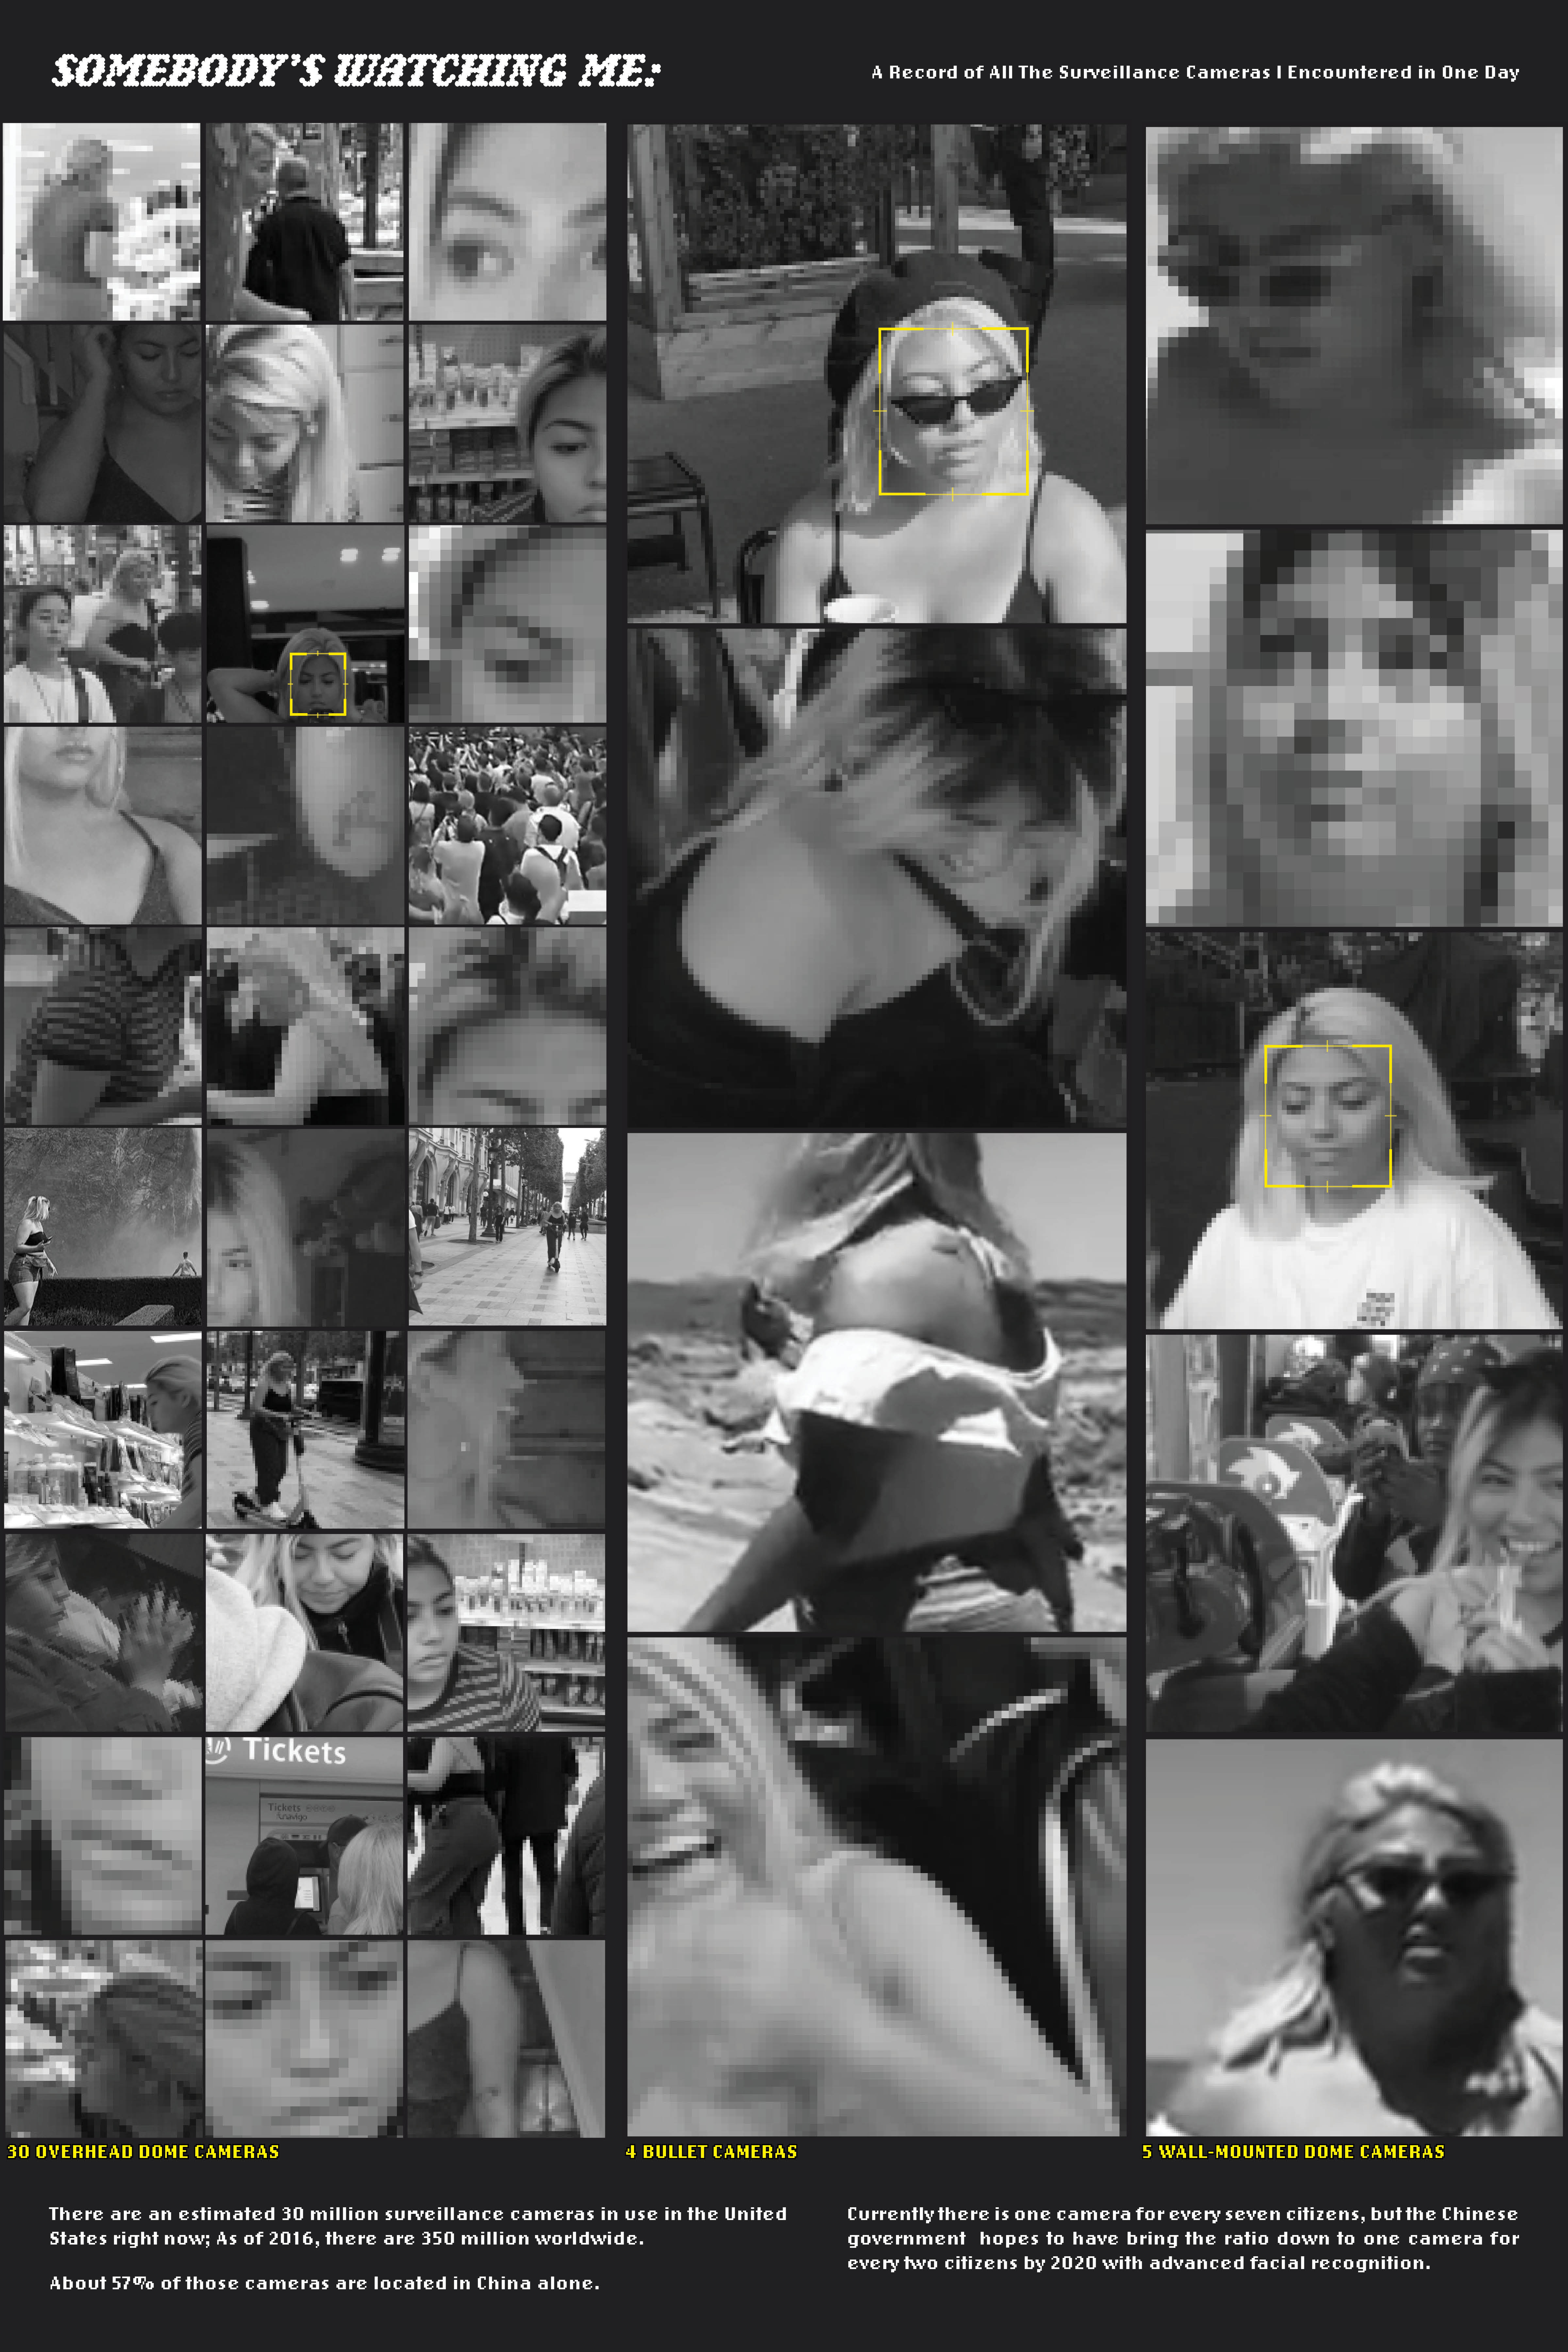 SOMEBODY'S WATCHING ME:
A Record of All The Surveillance Cameras I Encountered in One Day
Tickets
Tickets
navigo
30 OVERHEAD DOME CAMERAS
4 BULLET CAMERAS
5 WALL-MOUNTED DOME CAMERAS
There are an estimated 30 million surveillance cameras in use in the United
States right now; As of 2016, there are 350 million worldwide.
About 57% of those cameras are located in China alone.
Currently there is one camera for every seven citizens, but the Chinese
government hopes to have bring the ratio down to one camera for
every two citizens by 2020 with advanced facial recognition.